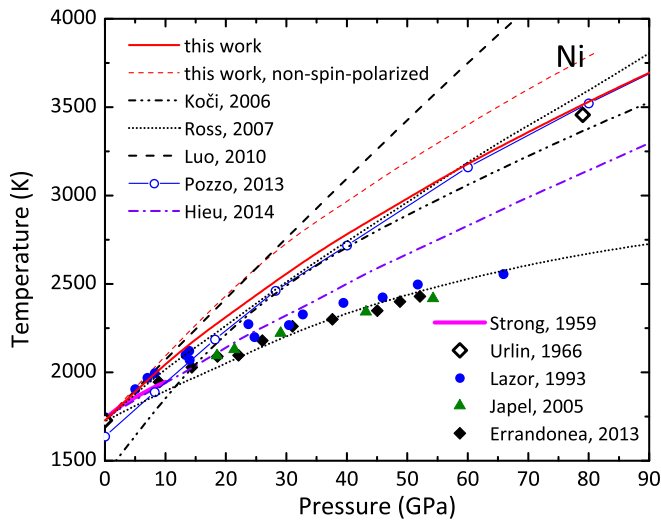 4000
3500
3000
2500
2000
1500
Temperature (K)
Ni
this work
this work, non-spin-polarized
Koči, 2006
Ross, 2007
Luo, 2010
Pozzo, 2013
Hieu, 2014
Strong, 1959
Urlin, 1966
Lazor, 1993
Japel, 2005
Errandonea, 2013
0 10 20 30 40 50 60 70 80 90
Pressure (GPa)